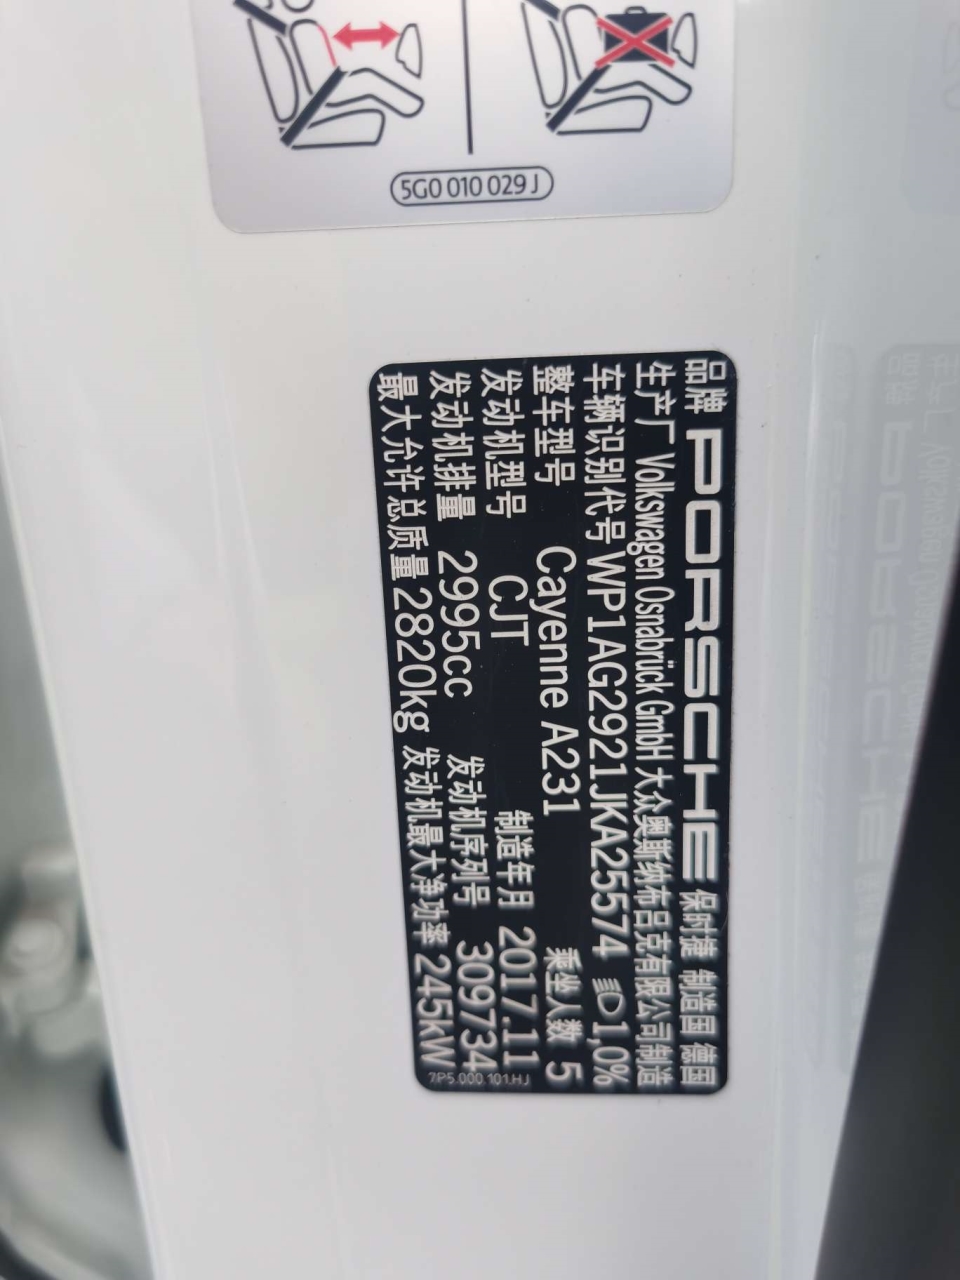 5G0 010 029 J
品牌 PORSCHE 保时捷 制造国 德国
生产厂 Volkswagen Osnabrück GmbH 大众奥斯纳布吕克有限公司制造
车辆识别代号 WP1AG2921JKA25574 1,0%
整车型号 Cayenne A231 乘坐人数 5
发动机型号 CJT 制造年月 2017.11
发动机排量 2995cc 发动机序列号 309734
最大允许总质量 2820kg 发动机最大净功率 245kW
7P5.000.101.HJ